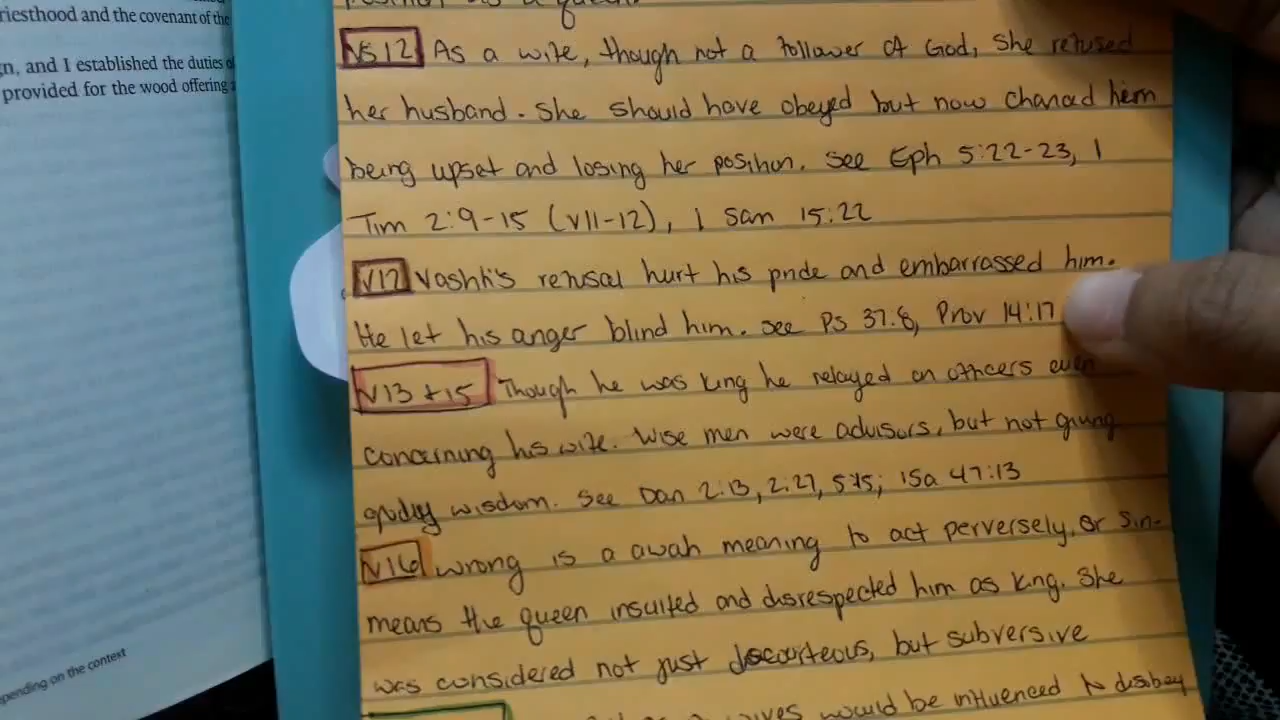 riesthood and the covenant of the
n, and I established the duties
provided for the wood offering
pending on the context
VS 12 As a wife, though not a follower of God, she refused
her husband. She should have obeyed but now chanced him
being upset and losing her position. See Eph 5:22-23, 1
Tim 2:9-15 (V11-12), 1 Sam 15:22
V12 Vashti's refusal hurt his pride and embarrassed him.
He let his anger blind him. See Ps 37:8, Prov 14:17
V13 + 15 Though he was king he relayed on officers even
concerning his wife. Wise men were advisors, but not giving
godly wisdom. See Dan 2:13, 2:27, 5:15; Isa 47:13
V16 wrong is a awah meaning to act perversely, or sin-
means the queen insulted and disrespected him as king. She
was considered not just discourteous, but subversive
wives would be influenced to disobey